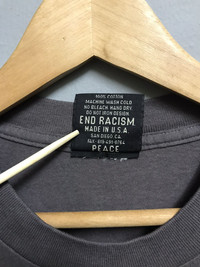 100% COTTON
MACHINE WASH COLD
NO BLEACH HANG DRY
DO NOT IRON DESIGN
END RACISM
MADE IN U.S.A.
SAN DIEGO, CA.
PEACE